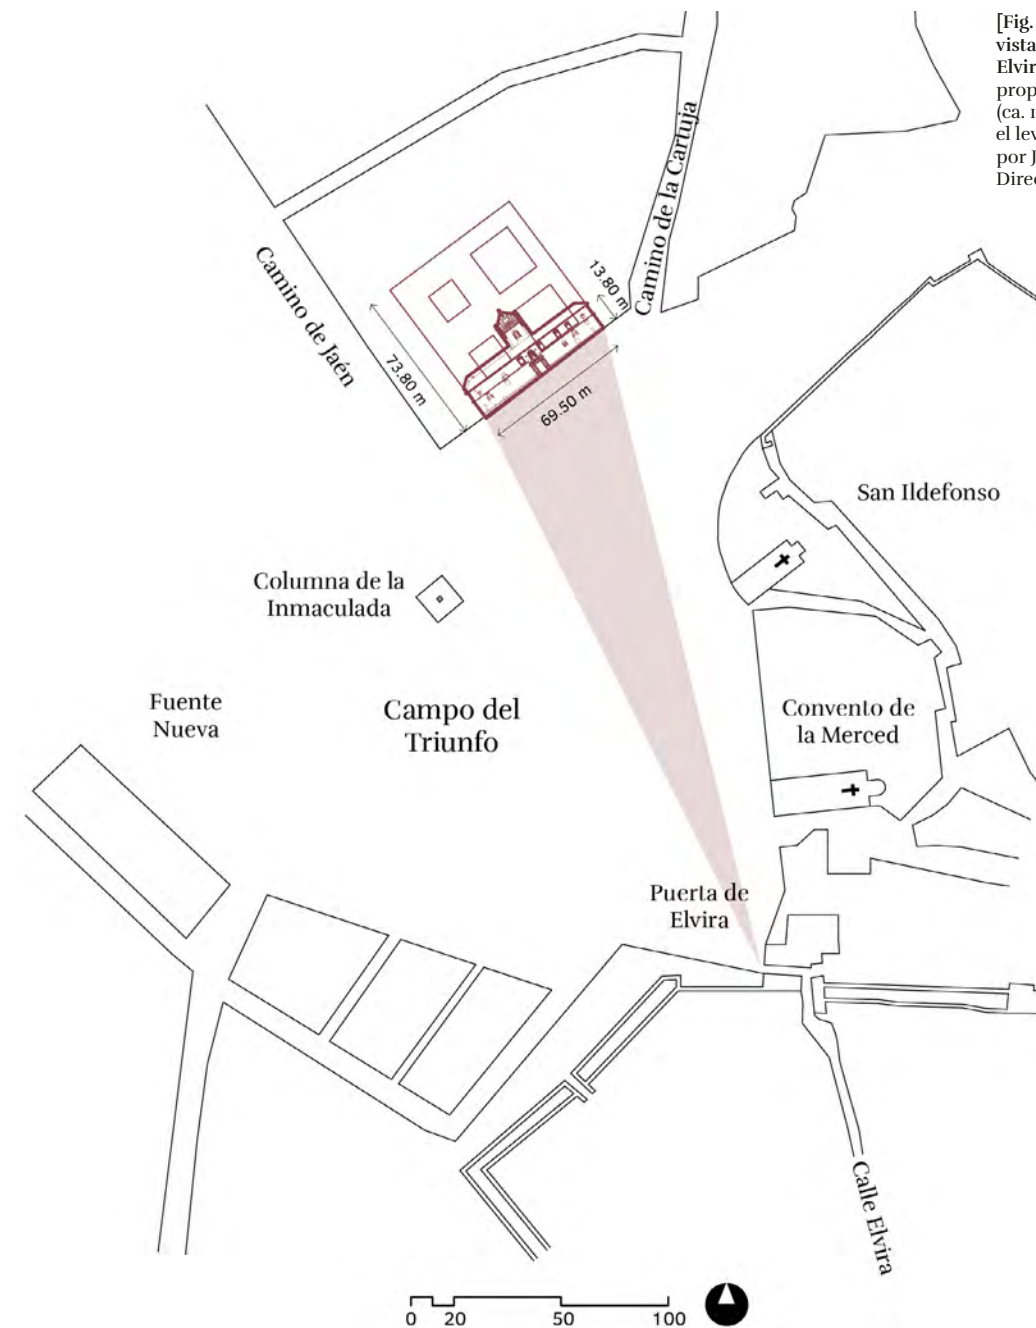 [Fig.
vista
Elvir
prop
(ca. 1
el lev
por J
Direc
Camino de la Cartuja
Camino de Jaén
13.80 m
73.80 m
69.50 m
San Ildefonso
Columna de la
Inmaculada
Fuente
Nueva
Campo del
Triunfo
Convento de
la Merced
Puerta de
Elvira
Calle Elvira
0 20 50 100